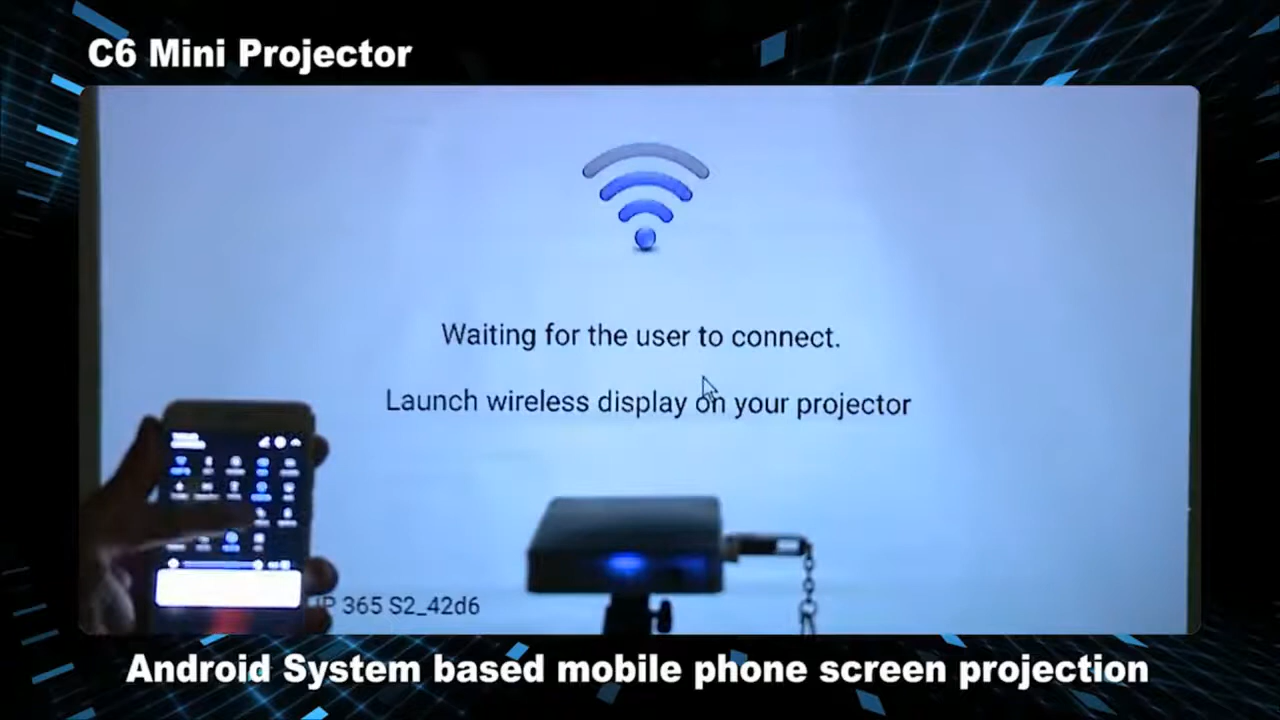 C6 Mini Projector
Waiting for the user to connect.
Launch wireless display on your projector
365 S2_42d6
Android System based mobile phone screen projection